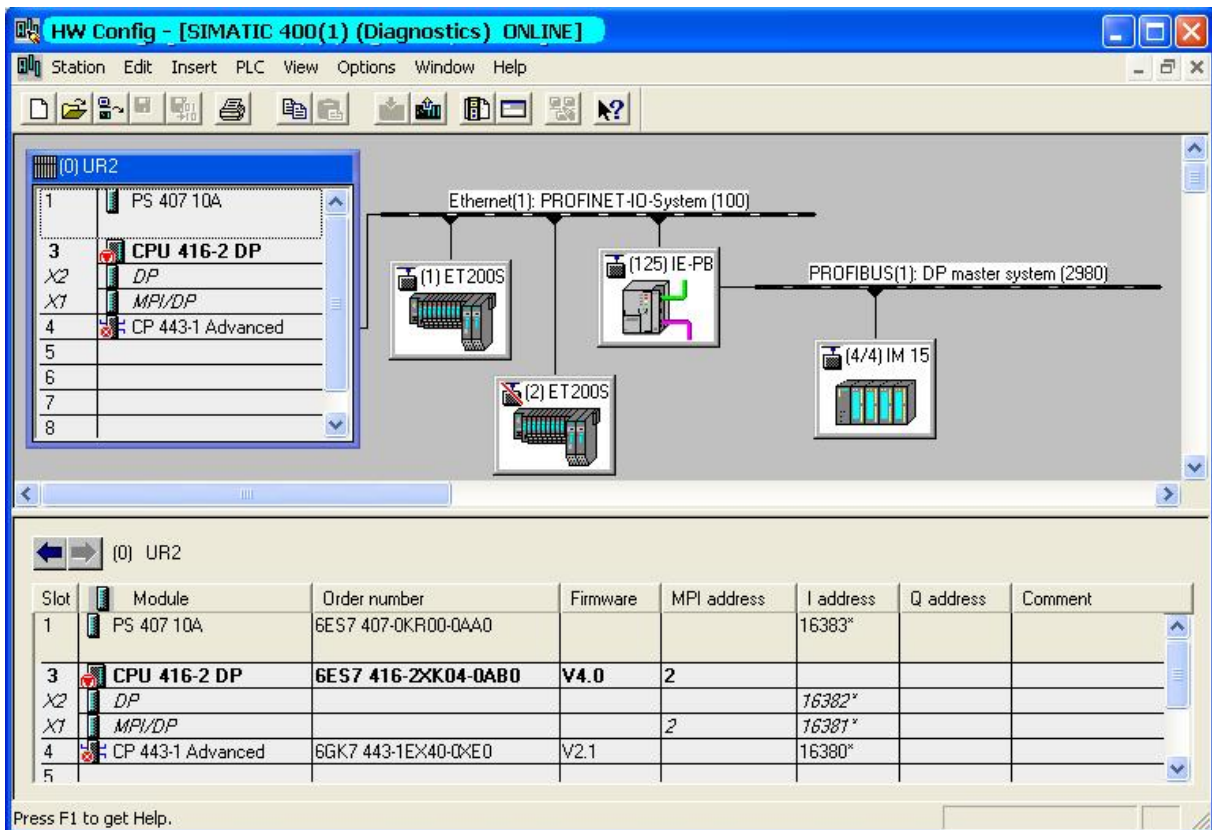 HW Config - [SIMATIC 400(1) (Diagnostics) ONLINE]
Station Edit Insert PLC View Options Window Help
(0) UR2
1 PS 407 10A
3 CPU 416-2 DP
X2 DP
X1 MPI/DP
4 CP 443-1 Advanced
5
6
7
8
Ethernet(1): PROFINET-IO-System (100)
(1) ET200S
(125) IE-PB
PROFIBUS(1): DP master system (2980)
(2) ET200S
(4/4) IM 15
(0) UR2
Slot Module Order number Firmware MPI address I address Q address Comment
1 PS 407 10A 6ES7 407-0KR00-0AA0 16383*
3 CPU 416-2 DP 6ES7 416-2XK04-0AB0 V4.0 2
X2 DP 16382*
X1 MPI/DP 2 16381*
4 CP 443-1 Advanced 6GK7 443-1EX40-0XE0 V2.1 16380*
5
Press F1 to get Help.